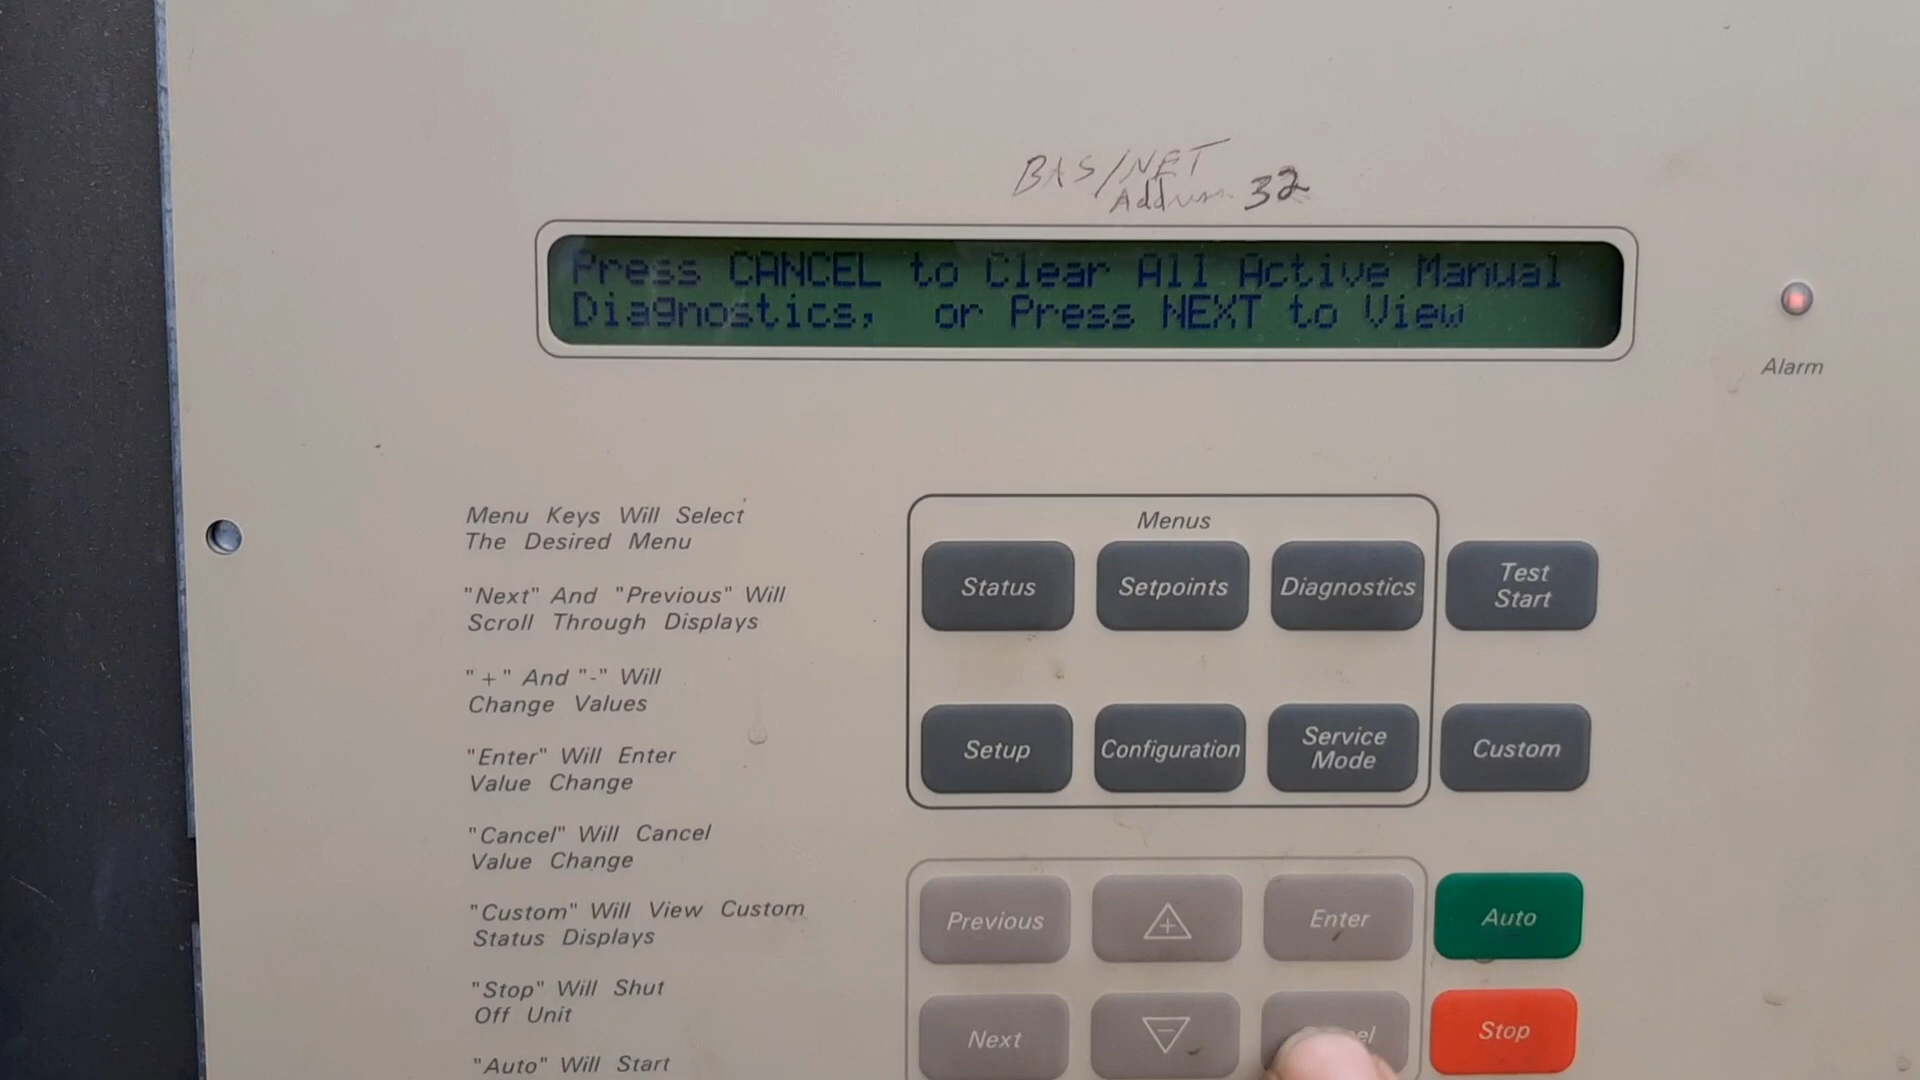 BAS/NET
Address 32
Press CANCEL to Clear All Active Manual
Diagnostics,  or Press NEXT to View
Alarm
Menu Keys Will Select
The Desired Menu
"Next" And "Previous" Will
Scroll Through Displays
"+" And "-" Will
Change Values
"Enter" Will Enter
Value Change
"Cancel" Will Cancel
Value Change
"Custom" Will View Custom
Status Displays
"Stop" Will Shut
Off Unit
"Auto" Will Start
Menus
Status
Setpoints
Diagnostics
Test
Start
Setup
Configuration
Service
Mode
Custom
Previous
+
Enter
Auto
Next
-
Stop